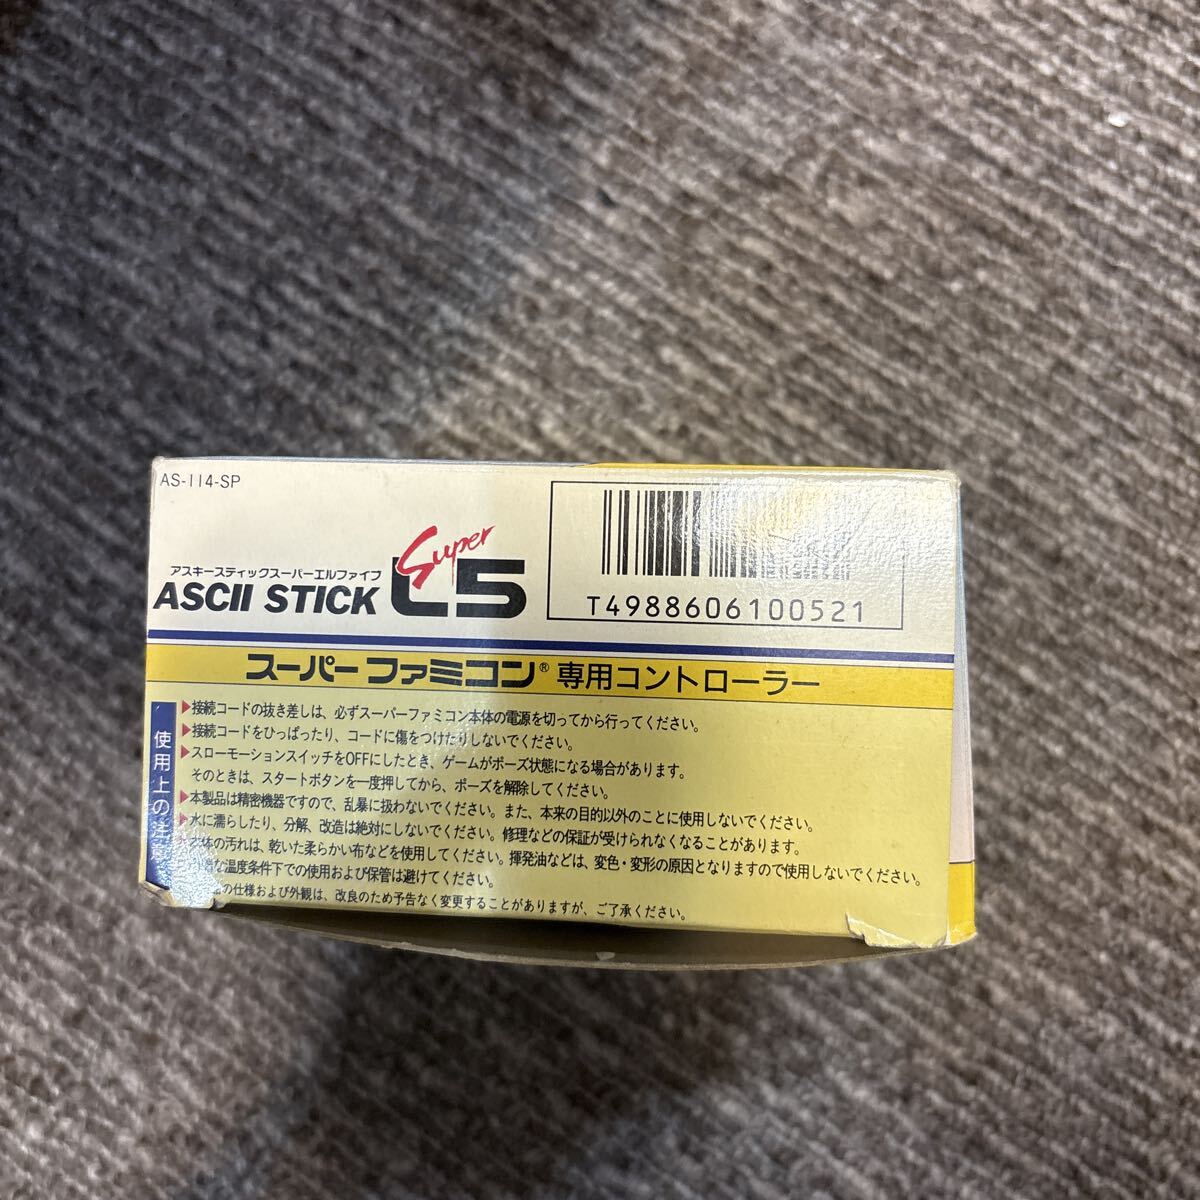 AS-114-SP
アスキースティックスーパーエルファイブ
ASCII STICK Super L5
T4988606100521
スーパーファミコン® 専用コントローラー
使用上の注意
▶接続コードの抜き差しは、必ずスーパーファミコン本体の電源を切ってから行ってください。
▶接続コードをひっぱったり、コードに傷をつけたりしないでください。
▶スローモーションスイッチをOFFにしたとき、ゲームがポーズ状態になる場合があります。
そのときは、スタートボタンを一度押してから、ポーズを解除してください。
▶本製品は精密機器ですので、乱暴に扱わないでください。また、本来の目的以外のことに使用しないでください。
▶水に濡らしたり、分解、改造は絶対にしないでください。修理などの保証が受けられなくなることがあります。
本体の汚れは、乾いた柔らかい布などを使用してください。揮発油などは、変色・変形の原因となりますので使用しないでください。
な温度条件下での使用および保管は避けてください。
の仕様および外観は、改良のため予告なく変更することがありますが、ご了承ください。